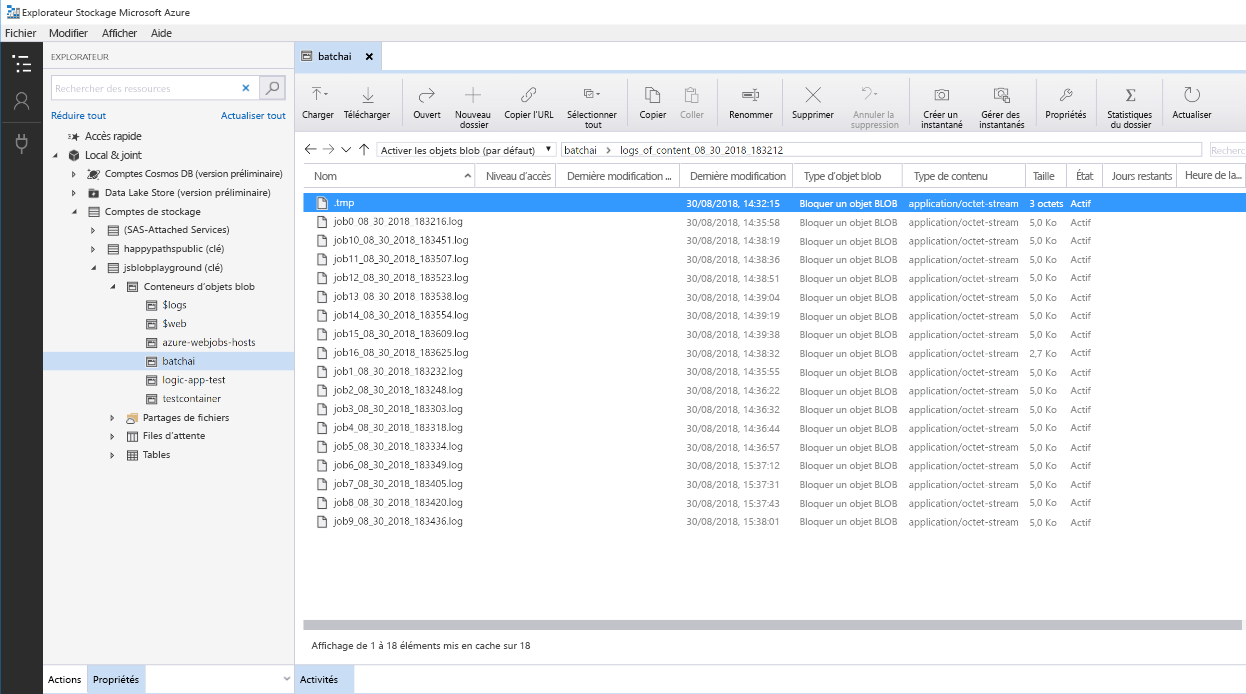 Explorateur Stockage Microsoft Azure
Fichier Modifier Afficher Aide
EXPLORATEUR
Rechercher des ressources
Réduire tout Actualiser tout
Accès rapide
Local & joint
Comptes Cosmos DB (version préliminaire)
Data Lake Store (version préliminaire)
Comptes de stockage
(SAS-Attached Services)
happypathspublic (clé)
jsblobplayground (clé)
Conteneurs d'objets blob
$logs
$web
azure-webjobs-hosts
batchai
logic-app-test
testcontainer
Partages de fichiers
Files d'attente
Tables
Actions Propriétés
batchai
Charger Télécharger Ouvert Nouveau dossier Copier l'URL Sélectionner tout Copier Coller Renommer Supprimer Annuler la suppression Créer un instantané Gérer des instantanés Propriétés Statistiques du dossier Actualiser
Activer les objets blob (par défaut) batchai logs_of_content_08_30_2018_183212 Recherc
Nom Niveau d'accès Dernière modification ... Dernière modification Type d'objet blob Type de contenu Taille État Jours restants Heure de la...
.tmp 30/08/2018, 14:32:15 Bloquer un objet BLOB application/octet-stream 3 octets Actif
job0_08_30_2018_183216.log 30/08/2018, 14:35:58 Bloquer un objet BLOB application/octet-stream 5,0 Ko Actif
job10_08_30_2018_183451.log 30/08/2018, 14:38:19 Bloquer un objet BLOB application/octet-stream 5,0 Ko Actif
job11_08_30_2018_183507.log 30/08/2018, 14:38:36 Bloquer un objet BLOB application/octet-stream 5,0 Ko Actif
job12_08_30_2018_183523.log 30/08/2018, 14:38:51 Bloquer un objet BLOB application/octet-stream 5,0 Ko Actif
job13_08_30_2018_183538.log 30/08/2018, 14:39:04 Bloquer un objet BLOB application/octet-stream 5,0 Ko Actif
job14_08_30_2018_183554.log 30/08/2018, 14:39:19 Bloquer un objet BLOB application/octet-stream 5,0 Ko Actif
job15_08_30_2018_183609.log 30/08/2018, 14:39:38 Bloquer un objet BLOB application/octet-stream 5,0 Ko Actif
job16_08_30_2018_183625.log 30/08/2018, 14:38:32 Bloquer un objet BLOB application/octet-stream 2,7 Ko Actif
job1_08_30_2018_183232.log 30/08/2018, 14:35:55 Bloquer un objet BLOB application/octet-stream 5,0 Ko Actif
job2_08_30_2018_183248.log 30/08/2018, 14:36:22 Bloquer un objet BLOB application/octet-stream 5,0 Ko Actif
job3_08_30_2018_183303.log 30/08/2018, 14:36:32 Bloquer un objet BLOB application/octet-stream 5,0 Ko Actif
job4_08_30_2018_183318.log 30/08/2018, 14:36:44 Bloquer un objet BLOB application/octet-stream 5,0 Ko Actif
job5_08_30_2018_183334.log 30/08/2018, 14:36:57 Bloquer un objet BLOB application/octet-stream 5,0 Ko Actif
job6_08_30_2018_183349.log 30/08/2018, 15:37:12 Bloquer un objet BLOB application/octet-stream 5,0 Ko Actif
job7_08_30_2018_183405.log 30/08/2018, 15:37:31 Bloquer un objet BLOB application/octet-stream 5,0 Ko Actif
job8_08_30_2018_183420.log 30/08/2018, 15:37:43 Bloquer un objet BLOB application/octet-stream 5,0 Ko Actif
job9_08_30_2018_183436.log 30/08/2018, 15:38:01 Bloquer un objet BLOB application/octet-stream 5,0 Ko Actif
Affichage de 1 à 18 éléments mis en cache sur 18
Activités